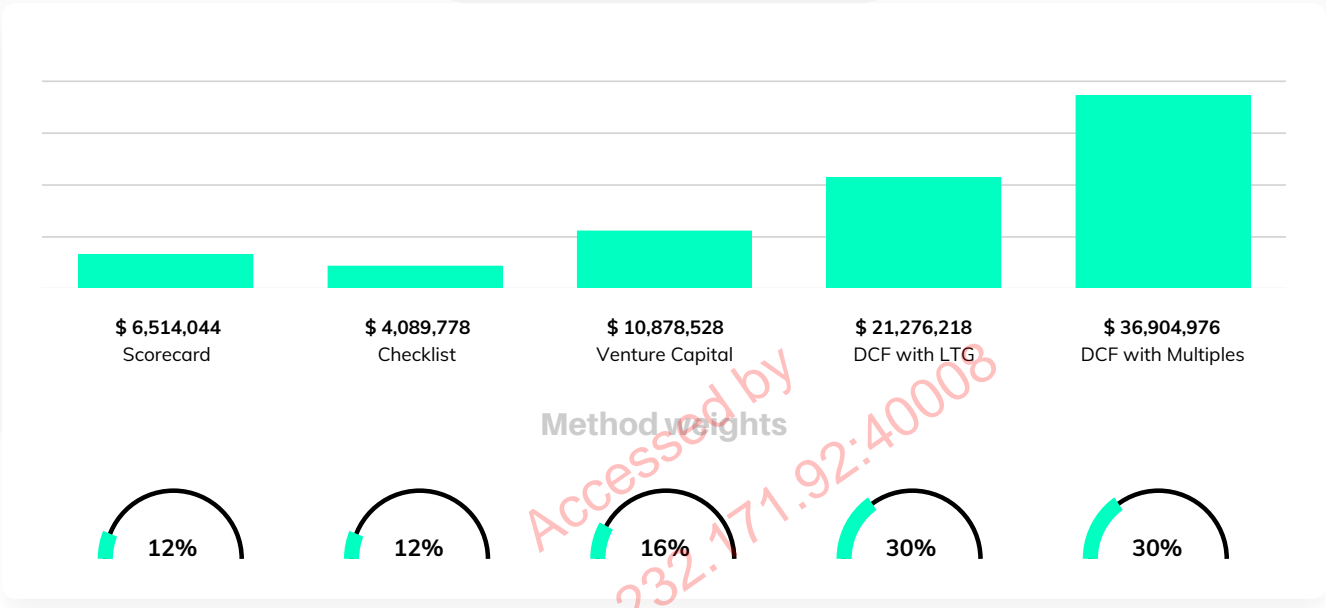 $ 6,514,044
Scorecard
$ 4,089,778
Checklist
$ 10,878,528
Venture Capital
$ 21,276,218
DCF with LTG
$ 36,904,976
DCF with Multiples
Method weights
12%
12%
16%
30%
30%
Accessed by
232.171.92:40008